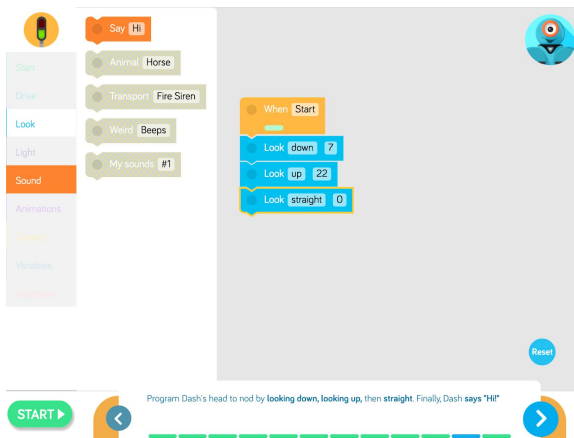 Say Hi
Start
Animal Horse
Drive
Transport Fire Siren
When Start
Look
Weird Beeps
Look down 7
Light
My sounds #1
Look up 22
Sound
Look straight 0
Animations
Variables
Reset
START
Program Dash's head to nod by looking down, looking up, then straight. Finally, Dash says "Hi!"